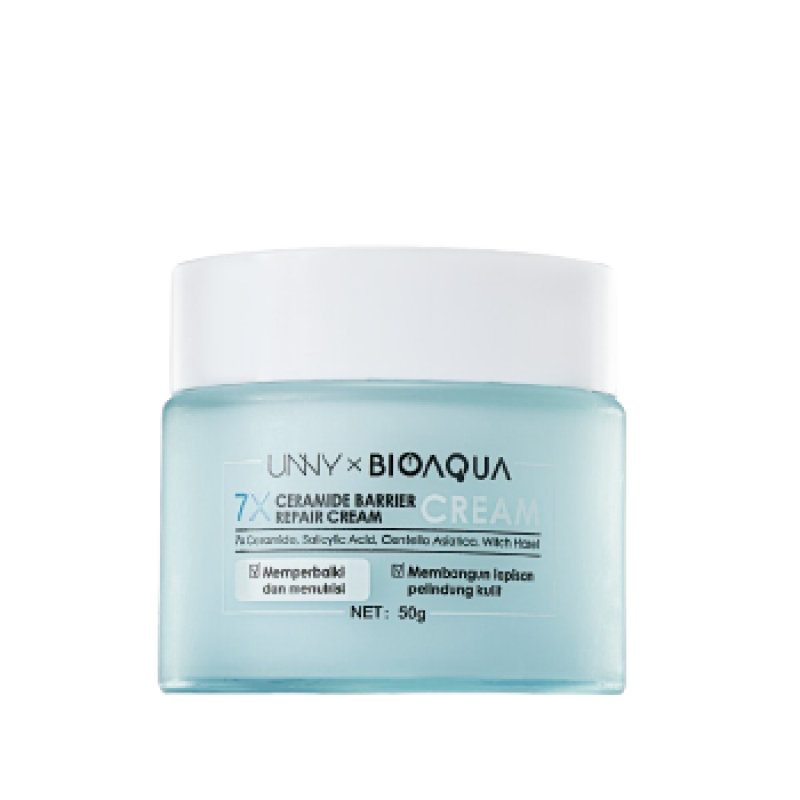 UNNY × BIOAQUA
7X CERAMIDE BARRIER CREAM
REPAIR CREAM
7x Ceramide, Salicylic Acid, Centella Asiatica, Witch Hazel
☑ Memperbaiki ☑ Membangun lapisan
dan menutrisi pelindung kulit
NET: 50g